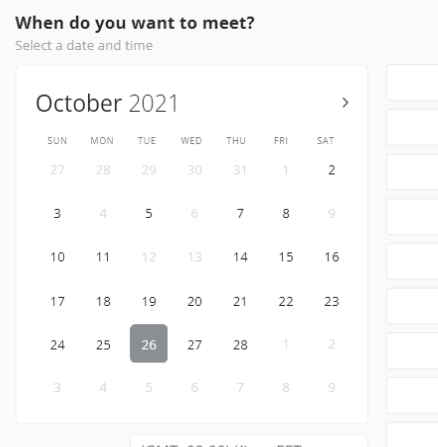 When do you want to meet?
Select a date and time
October 2021
SUN MON TUE WED THU FRI SAT
27 28 29 30 31 1 2
3 4 5 6 7 8 9
10 11 12 13 14 15 16
17 18 19 20 21 22 23
24 25 26 27 28 1 2
3 4 5 6 7 8 9